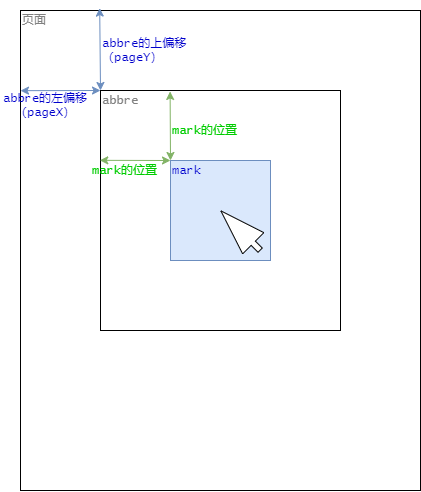 页面
abbre的上偏移
（pageY）
abbre的左偏移
（pageX）
abbre
mark的位置
mark的位置
mark